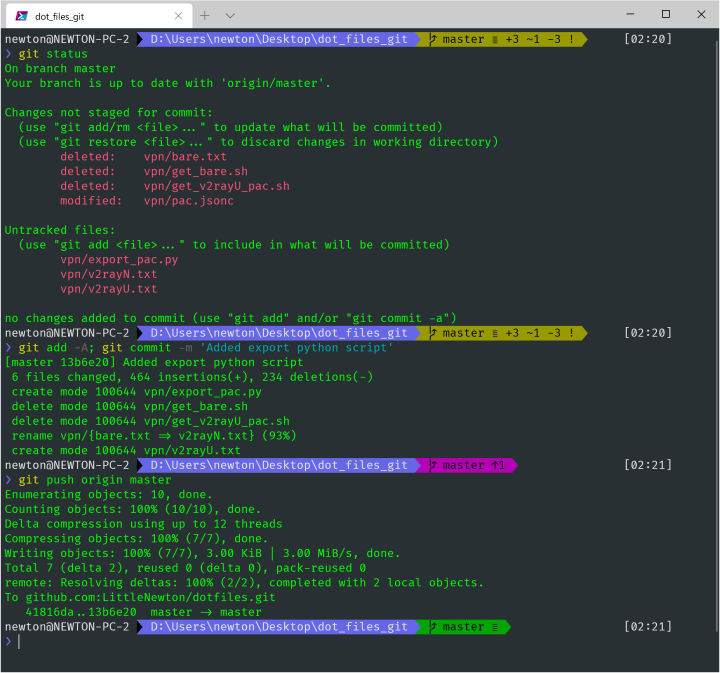 dot_files_git
newton@NEWTON-PC-2 D:\Users\newton\Desktop\dot_files_git master ≡ +3 ~1 -3 ! [02:20]
❯ git status
On branch master
Your branch is up to date with 'origin/master'.
Changes not staged for commit:
(use "git add/rm <file>..." to update what will be committed)
(use "git restore <file>..." to discard changes in working directory)
deleted: vpn/bare.txt
deleted: vpn/get_bare.sh
deleted: vpn/get_v2rayU_pac.sh
modified: vpn/pac.jsonc
Untracked files:
(use "git add <file>..." to include in what will be committed)
vpn/export_pac.py
vpn/v2rayN.txt
vpn/v2rayU.txt
no changes added to commit (use "git add" and/or "git commit -a")
newton@NEWTON-PC-2 D:\Users\newton\Desktop\dot_files_git master ≡ +3 ~1 -3 ! [02:20]
❯ git add -A; git commit -m 'Added export python script'
[master 13b6e20] Added export python script
6 files changed, 464 insertions(+), 234 deletions(-)
create mode 100644 vpn/export_pac.py
delete mode 100644 vpn/get_bare.sh
delete mode 100644 vpn/get_v2rayU_pac.sh
rename vpn/{bare.txt => v2rayN.txt} (93%)
create mode 100644 vpn/v2rayU.txt
newton@NEWTON-PC-2 D:\Users\newton\Desktop\dot_files_git master ↑1 [02:21]
❯ git push origin master
Enumerating objects: 10, done.
Counting objects: 100% (10/10), done.
Delta compression using up to 12 threads
Compressing objects: 100% (7/7), done.
Writing objects: 100% (7/7), 3.00 KiB | 3.00 MiB/s, done.
Total 7 (delta 2), reused 0 (delta 0), pack-reused 0
remote: Resolving deltas: 100% (2/2), completed with 2 local objects.
To github.com:LittleNewton/dotfiles.git
41816da..13b6e20 master -> master
newton@NEWTON-PC-2 D:\Users\newton\Desktop\dot_files_git master ≡ [02:21]
❯